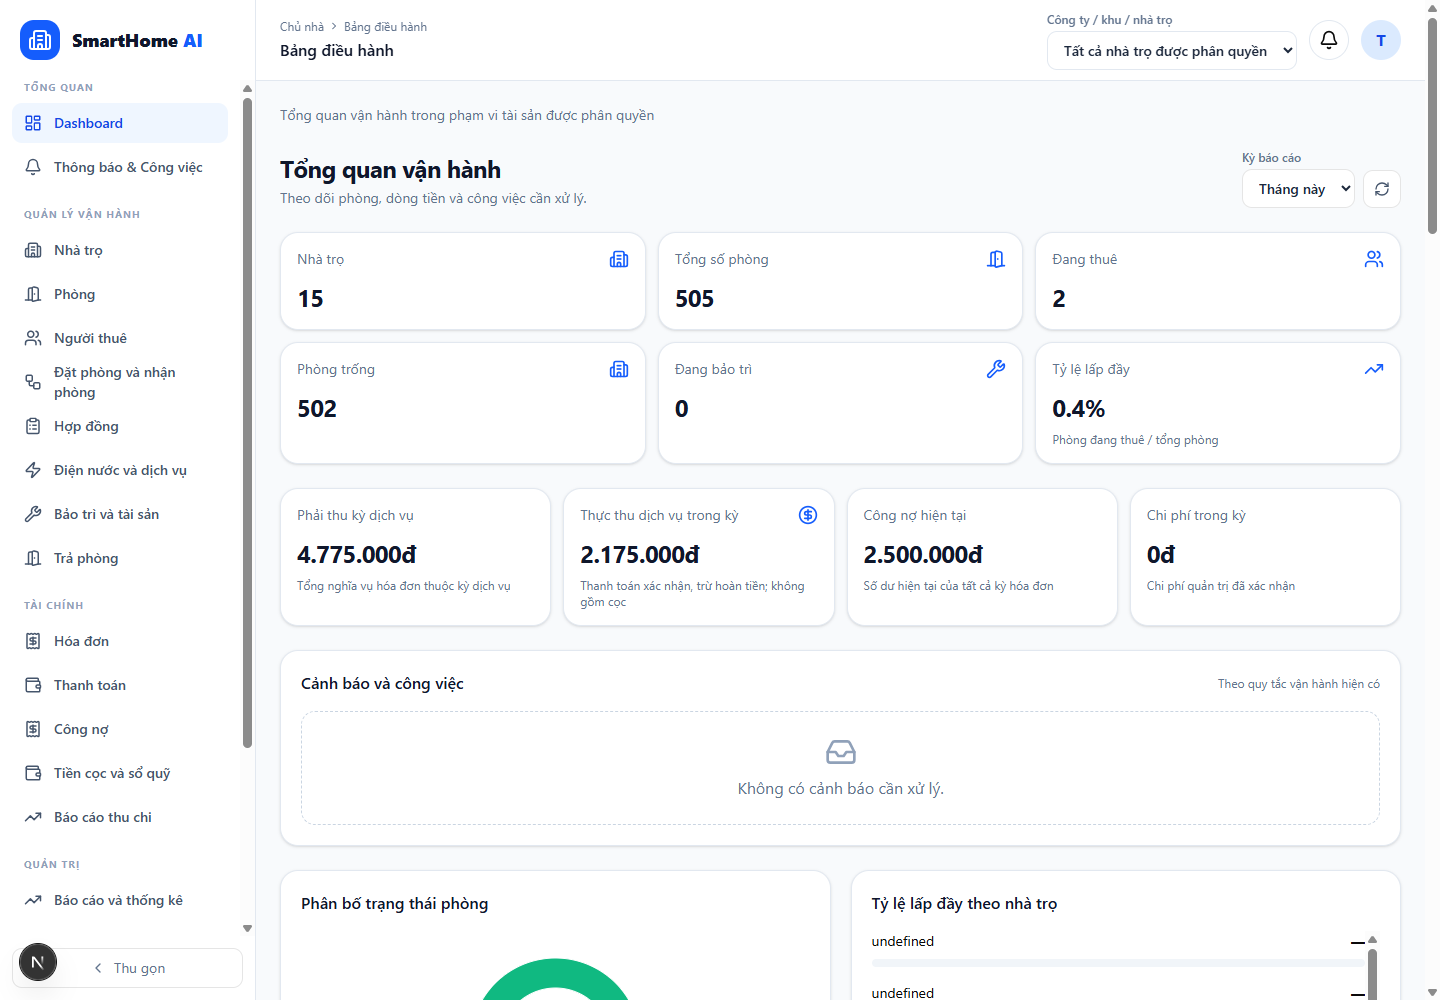 SmartHome AI
TỔNG QUAN
Dashboard
Thông báo & Công việc
QUẢN LÝ VẬN HÀNH
Nhà trọ
Phòng
Người thuê
Đặt phòng và nhận
phòng
Hợp đồng
Điện nước và dịch vụ
Bảo trì và tài sản
Trả phòng
TÀI CHÍNH
Hóa đơn
Thanh toán
Công nợ
Tiền cọc và sổ quỹ
Báo cáo thu chi
QUẢN TRỊ
Báo cáo và thống kê
N
Thu gọn
Chủ nhà > Bảng điều hành
Bảng điều hành
Công ty / khu / nhà trọ
Tất cả nhà trọ được phân quyền
T
Tổng quan vận hành trong phạm vi tài sản được phân quyền
Tổng quan vận hành
Theo dõi phòng, dòng tiền và công việc cần xử lý.
Kỳ báo cáo
Tháng này
Nhà trọ
15
Tổng số phòng
505
Đang thuê
2
Phòng trống
502
Đang bảo trì
0
Tỷ lệ lấp đầy
0.4%
Phòng đang thuê / tổng phòng
Phải thu kỳ dịch vụ
4.775.000đ
Tổng nghĩa vụ hóa đơn thuộc kỳ dịch vụ
Thực thu dịch vụ trong kỳ
2.175.000đ
Thanh toán xác nhận, trừ hoàn tiền; không
gồm cọc
Công nợ hiện tại
2.500.000đ
Số dư hiện tại của tất cả kỳ hóa đơn
Chi phí trong kỳ
0đ
Chi phí quản trị đã xác nhận
Cảnh báo và công việc
Theo quy tắc vận hành hiện có
Không có cảnh báo cần xử lý.
Phân bố trạng thái phòng
Tỷ lệ lấp đầy theo nhà trọ
undefined —
undefined —